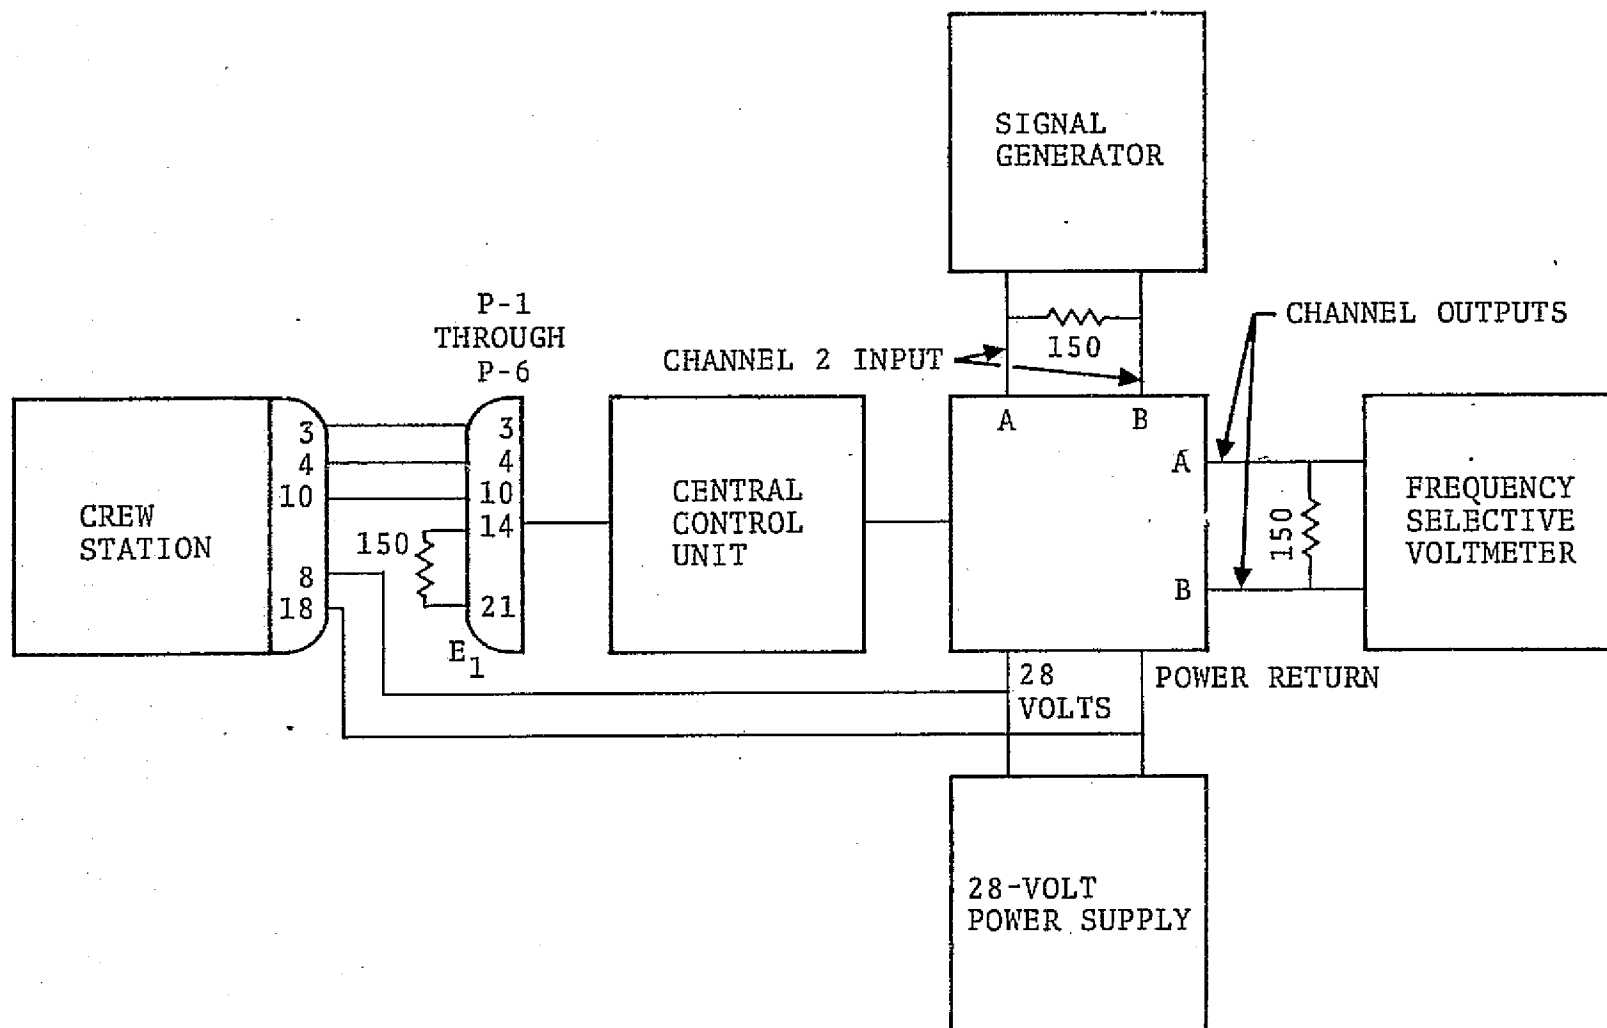 SIGNAL
GENERATOR
150
CHANNEL 2 INPUT
CHANNEL OUTPUTS
P-1
THROUGH
P-6
CREW
STATION
3
4
10
8
18
3
4
10
14
21
150
E1
CENTRAL
CONTROL
UNIT
A
B
A
B
150
FREQUENCY
SELECTIVE
VOLTMETER
28
VOLTS
POWER RETURN
28-VOLT
POWER SUPPLY